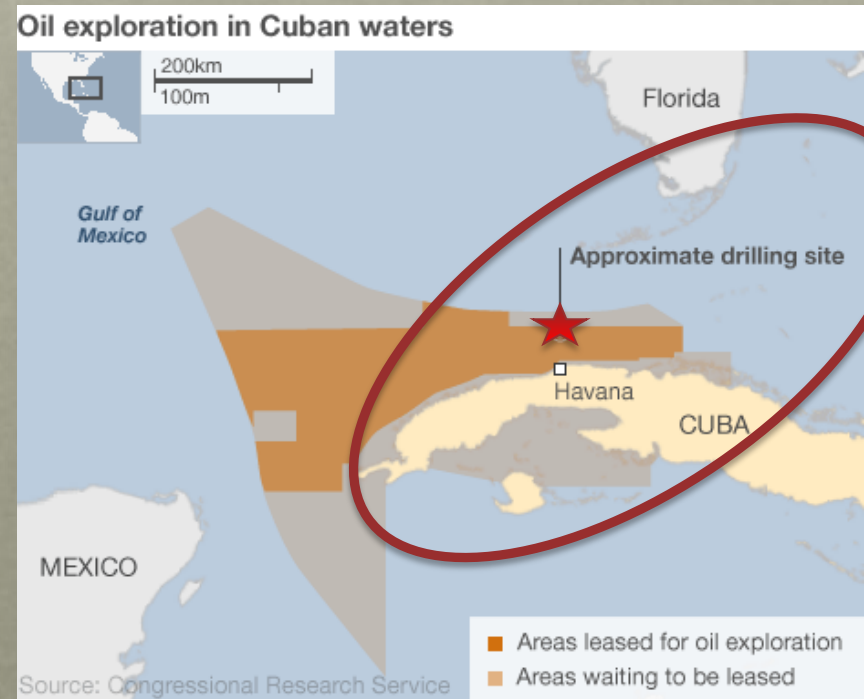 Oil exploration in Cuban waters
200km
100m
Florida
Gulf of
Mexico
Approximate drilling site
Havana
CUBA
MEXICO
Areas leased for oil exploration
Areas waiting to be leased
Source: Congressional Research Service